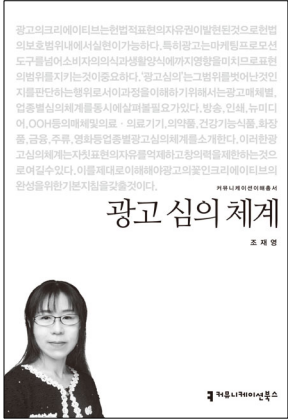 광고의크리에이티브는헌법적표현의자유권이발현된것으로헌법
의보호범위내에서실현이가능하다.특히광고는마케팅프로모션
도구를넘어소비자의의식과생활양식에까지영향을미치므로표현
의범위를지키는것이중요하다.‘광고심의’는그범위를벗어난것인
지를판단하는행위로서이과정을이해하기위해서는광고매체별,
업종별심의체계를동시에살펴볼필요가있다.방송,인쇄,뉴미디
어,OOH등의매체및의료·의료기기,의약품,건강기능식품,화장
품,금융,주류,영화등업종별광고심의체계를소개한다.이러한광
고심의체계는자칫표현의자유를억제하고창의력을제한하는것으
로여길수있다.이를제대로이해해야광고의꽃인크리에이티브의
완성을위한기본지침을갖출것이다.
커뮤니케이션이해총서
광고 심의 체계
조재영
커뮤니케이션북스